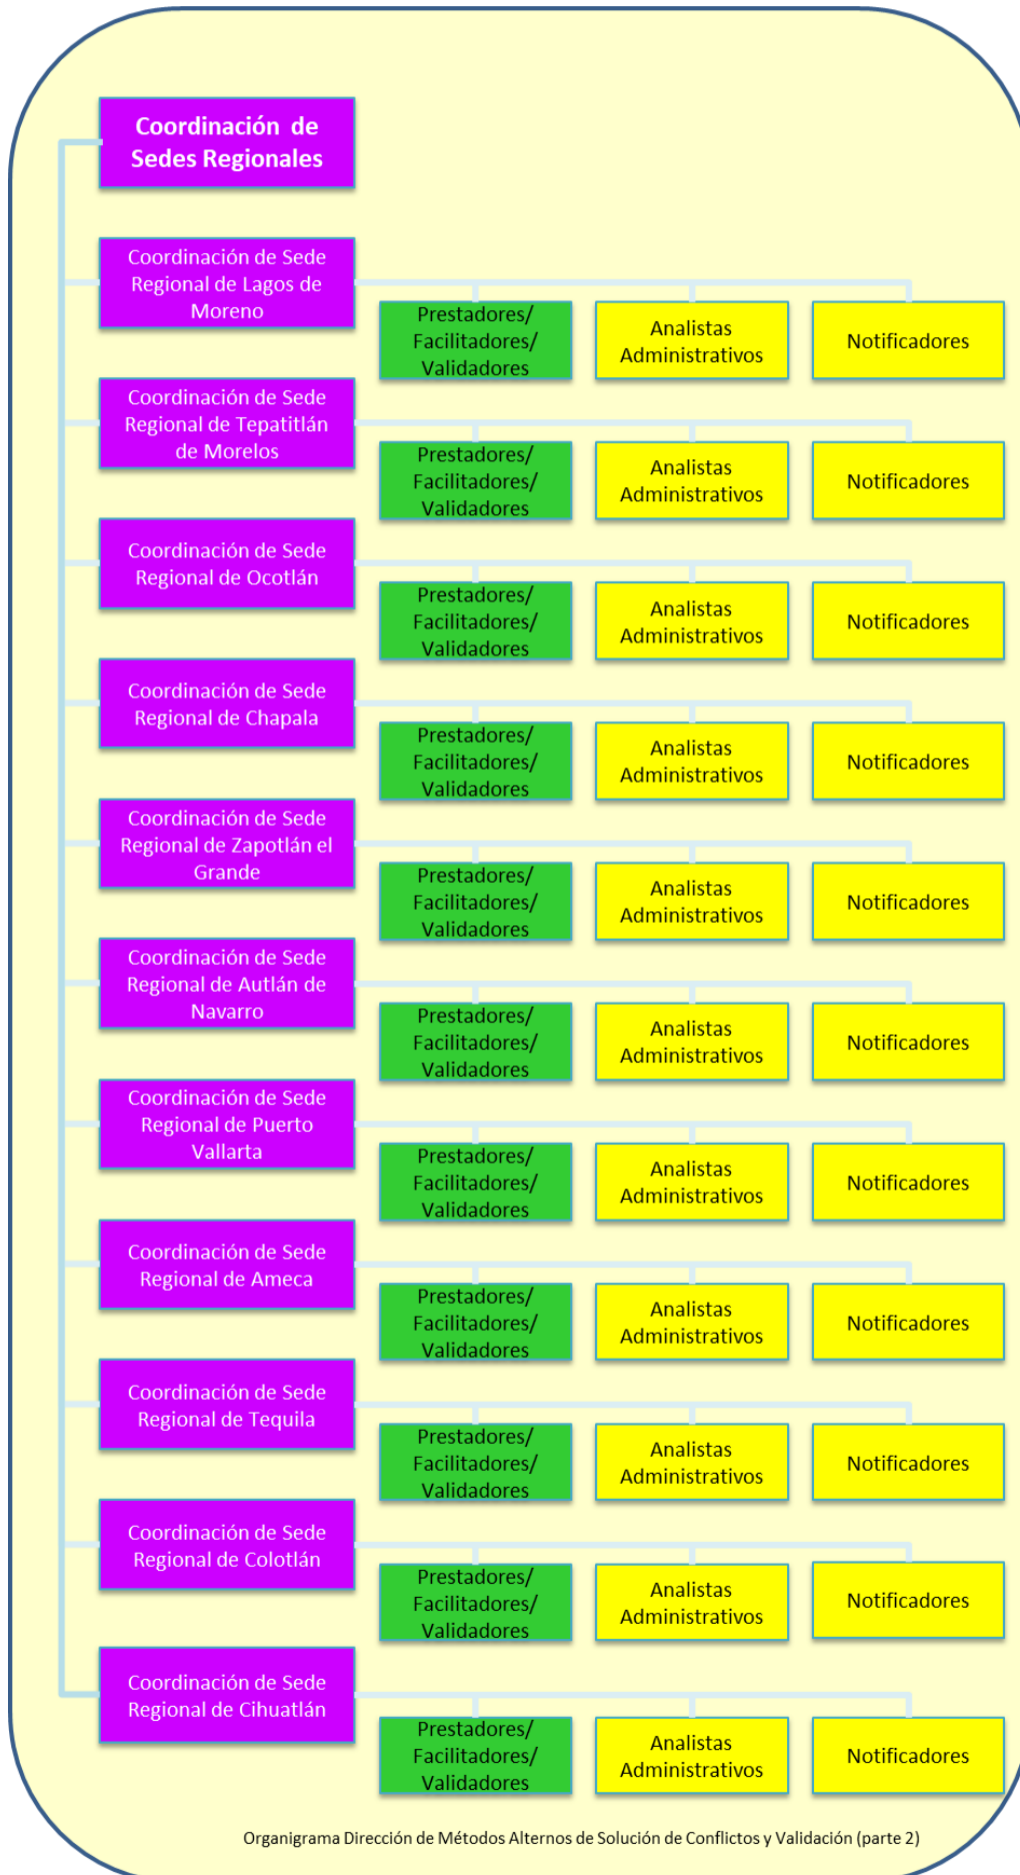 Coordinación de
Sedes Regionales
Coordinación de Sede
Regional de Lagos de
Moreno
Prestadores/
Facilitadores/
Validadores
Analistas
Administrativos
Notificadores
Coordinación de Sede
Regional de Tepatitlán
de Morelos
Prestadores/
Facilitadores/
Validadores
Analistas
Administrativos
Notificadores
Coordinación de Sede
Regional de Ocotlán
Prestadores/
Facilitadores/
Validadores
Analistas
Administrativos
Notificadores
Coordinación de Sede
Regional de Chapala
Prestadores/
Facilitadores/
Validadores
Analistas
Administrativos
Notificadores
Coordinación de Sede
Regional de Zapotlán el
Grande
Prestadores/
Facilitadores/
Validadores
Analistas
Administrativos
Notificadores
Coordinación de Sede
Regional de Autlán de
Navarro
Prestadores/
Facilitadores/
Validadores
Analistas
Administrativos
Notificadores
Coordinación de Sede
Regional de Puerto
Vallarta
Prestadores/
Facilitadores/
Validadores
Analistas
Administrativos
Notificadores
Coordinación de Sede
Regional de Ameca
Prestadores/
Facilitadores/
Validadores
Analistas
Administrativos
Notificadores
Coordinación de Sede
Regional de Tequila
Prestadores/
Facilitadores/
Validadores
Analistas
Administrativos
Notificadores
Coordinación de Sede
Regional de Colotlán
Prestadores/
Facilitadores/
Validadores
Analistas
Administrativos
Notificadores
Coordinación de Sede
Regional de Cihuatlán
Prestadores/
Facilitadores/
Validadores
Analistas
Administrativos
Notificadores
Organigrama Dirección de Métodos Alternos de Solución de Conflictos y Validación (parte 2)